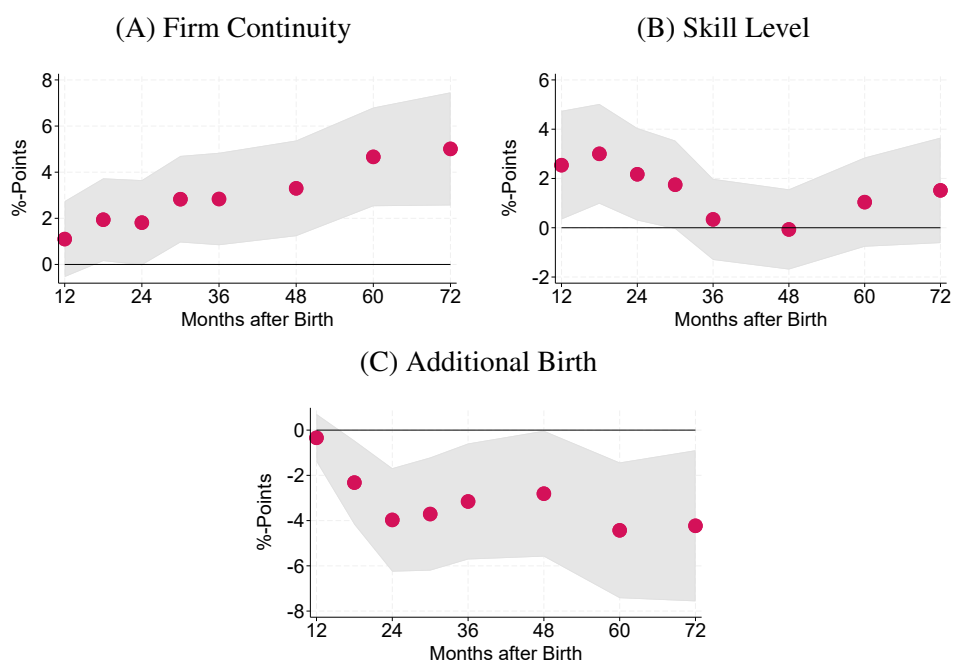 (A) Firm Continuity
(B) Skill Level
%-Points
8
6
4
2
0
12 24 36 48 60 72
Months after Birth
%-Points
6
4
2
0
-2
12 24 36 48 60 72
Months after Birth
(C) Additional Birth
%-Points
0
-2
-4
-6
-8
12 24 36 48 60 72
Months after Birth